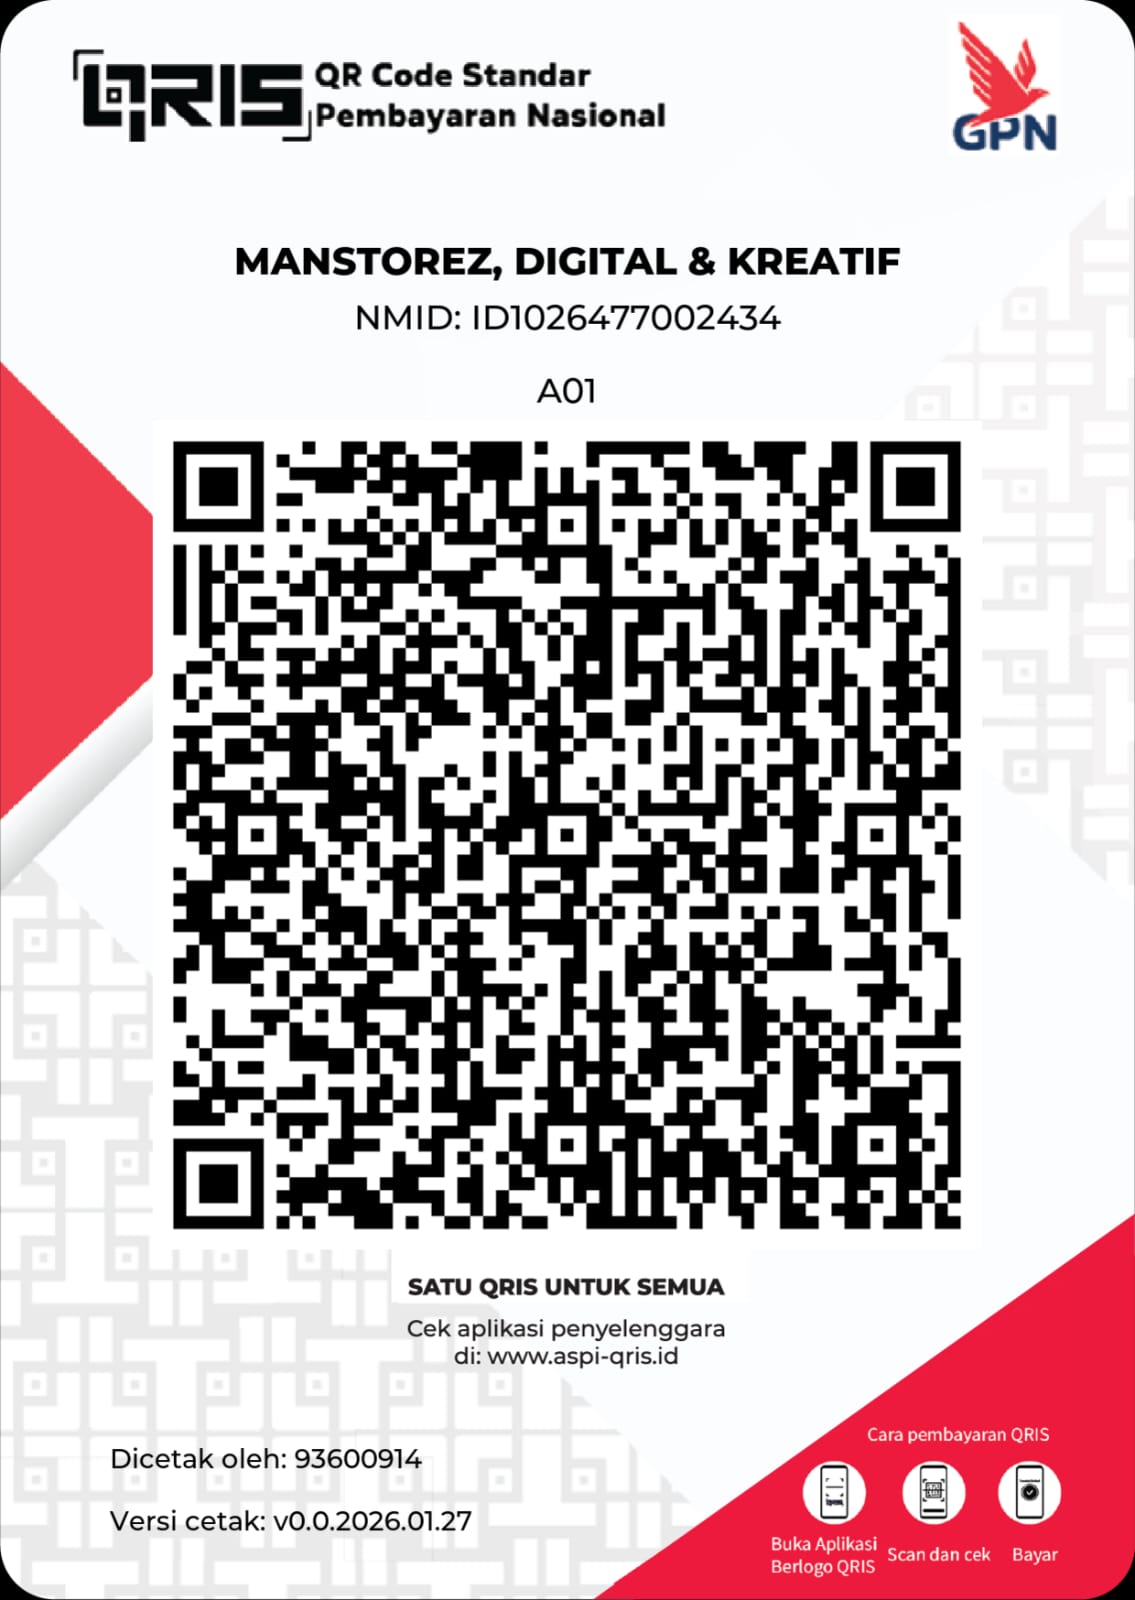 QRIS
QR Code Standar
Pembayaran Nasional
GPN
MANSTOREZ, DIGITAL & KREATIF
NMID: ID1026477002434
A01
SATU QRIS UNTUK SEMUA
Cek aplikasi penyelenggara
di: www.aspi-qris.id
Dicetak oleh: 93600914
Versi cetak: v0.0.2026.01.27
Cara pembayaran QRIS
Buka Aplikasi
Berlogo QRIS
Scan dan cek
Bayar